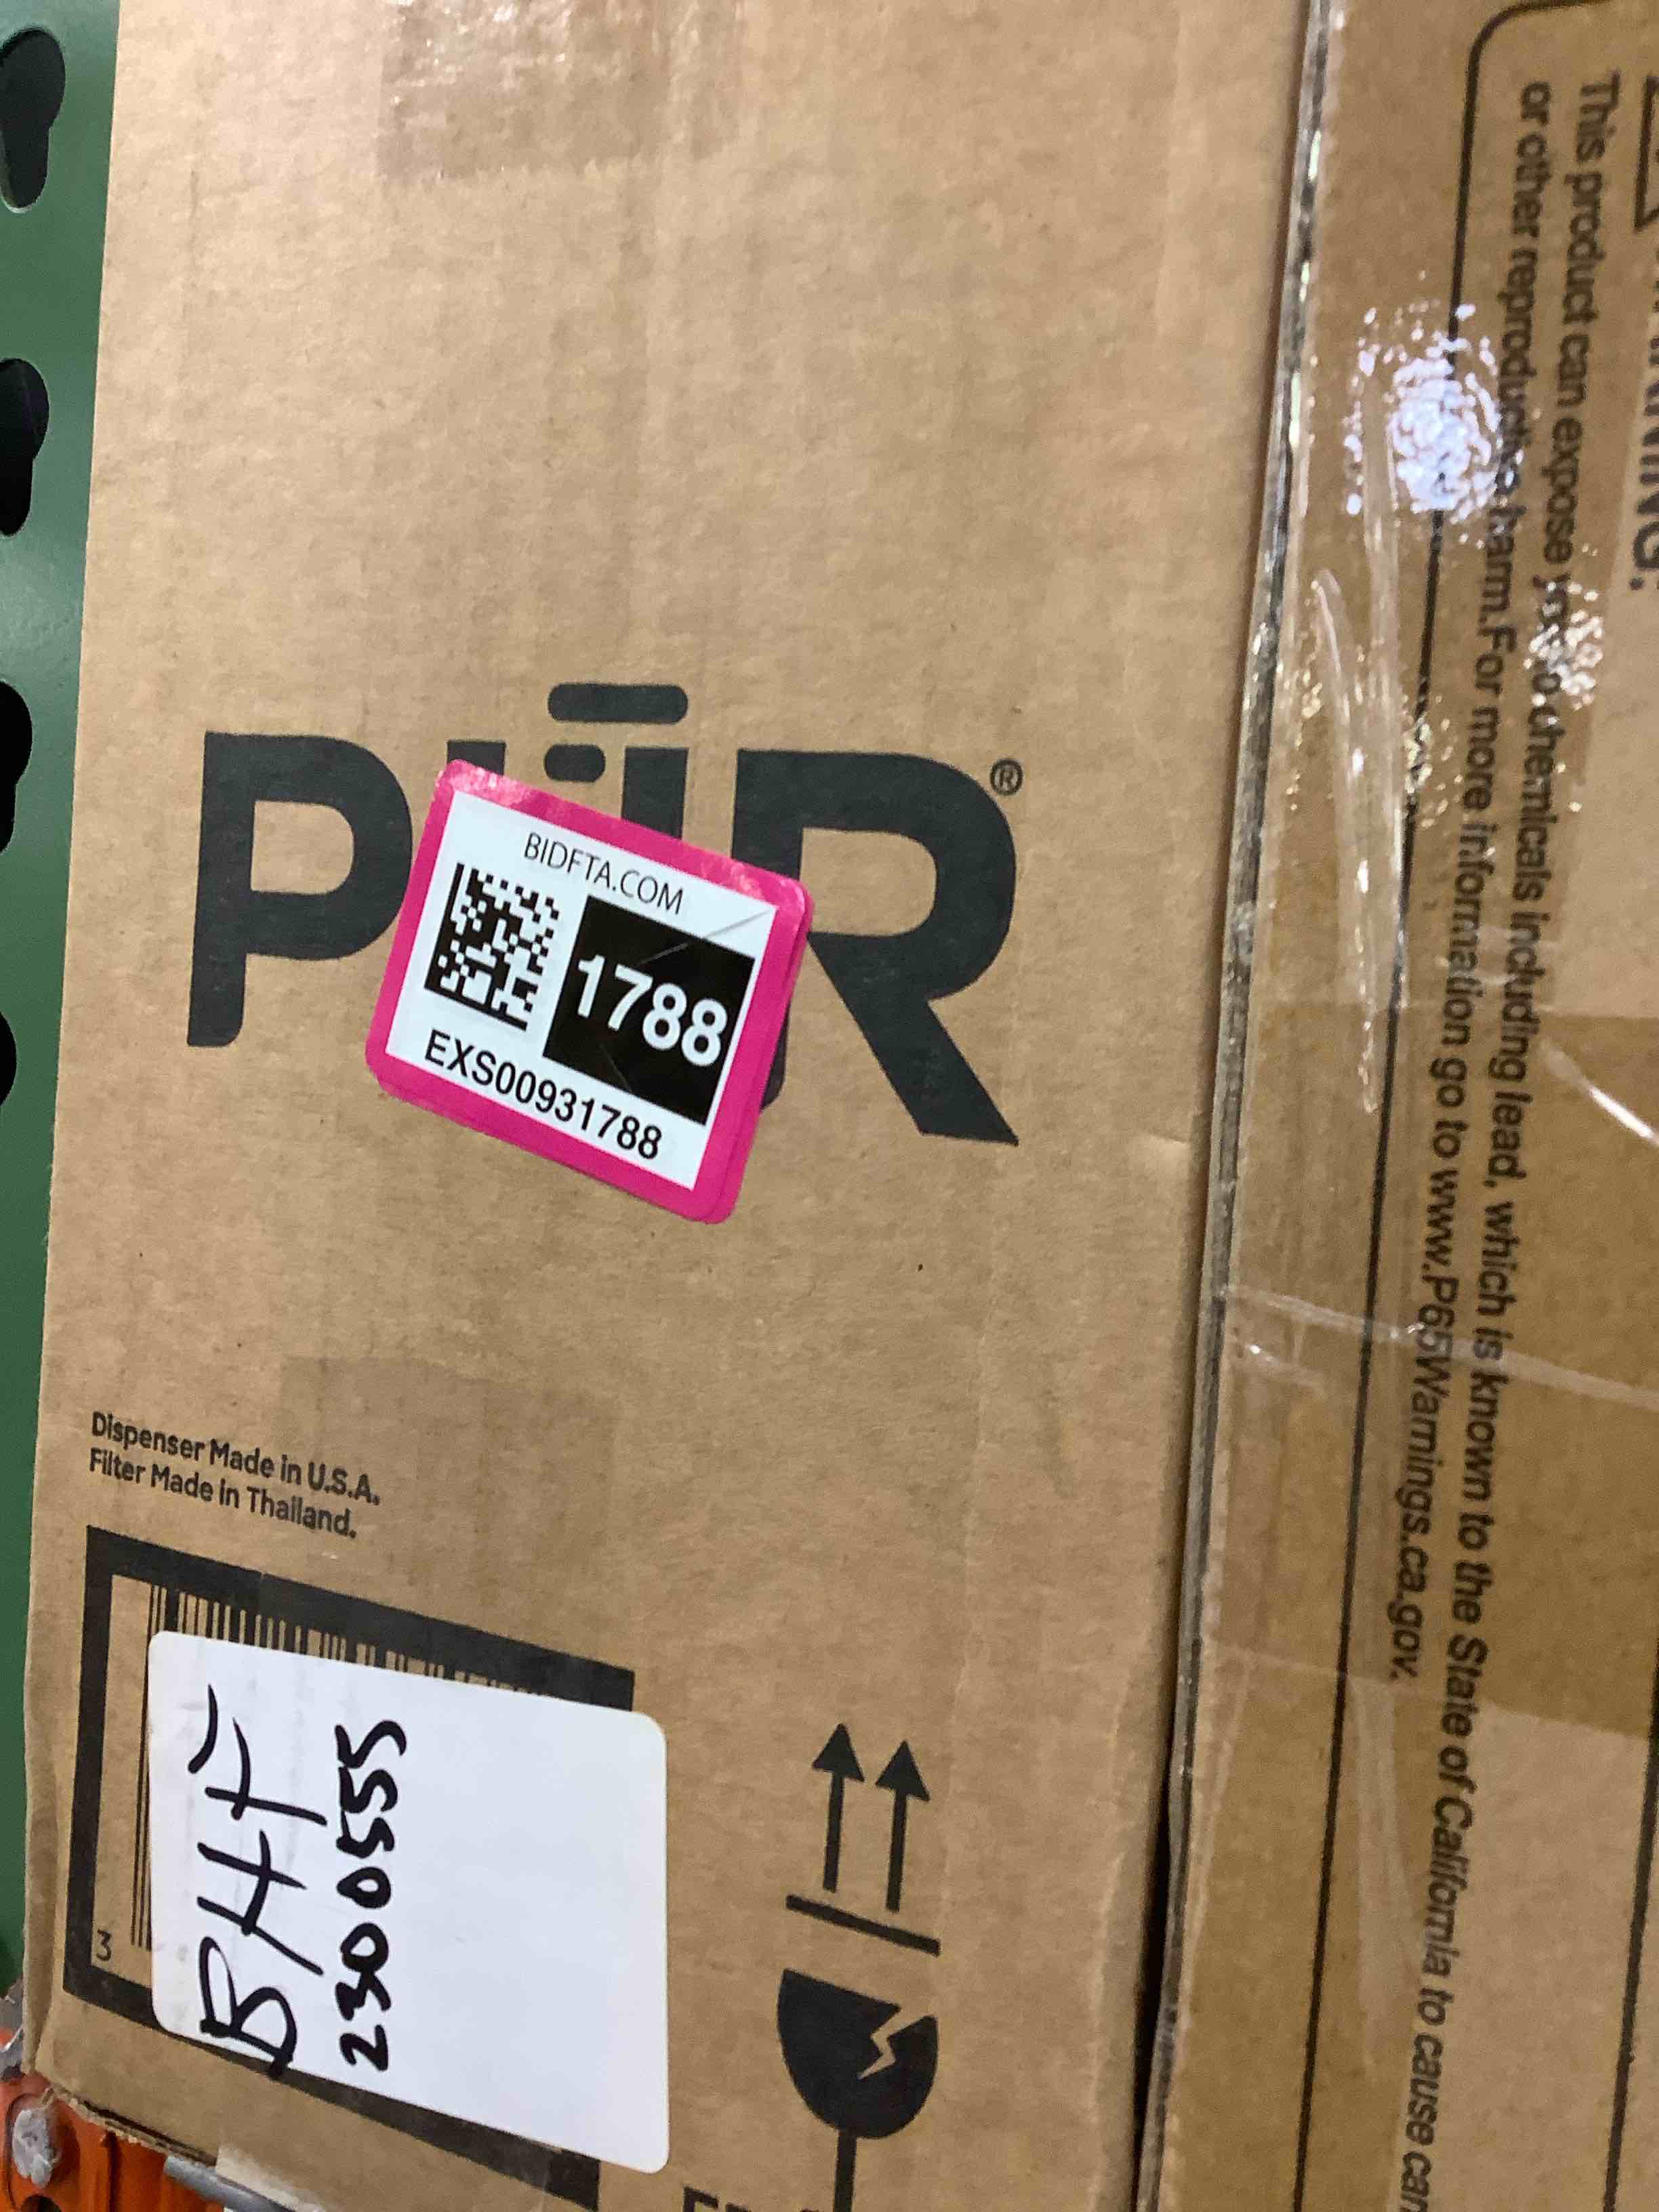 PUR®
BIDFTA.COM
1788
EXS00931788
Dispenser Made in U.S.A.
Filter Made in Thailand.
3
BHF
2300555
This product can expose you to chemicals including lead, which is known to the State of California to cause can
or other reproductive harm. For more information go to www.P65Warnings.ca.gov.